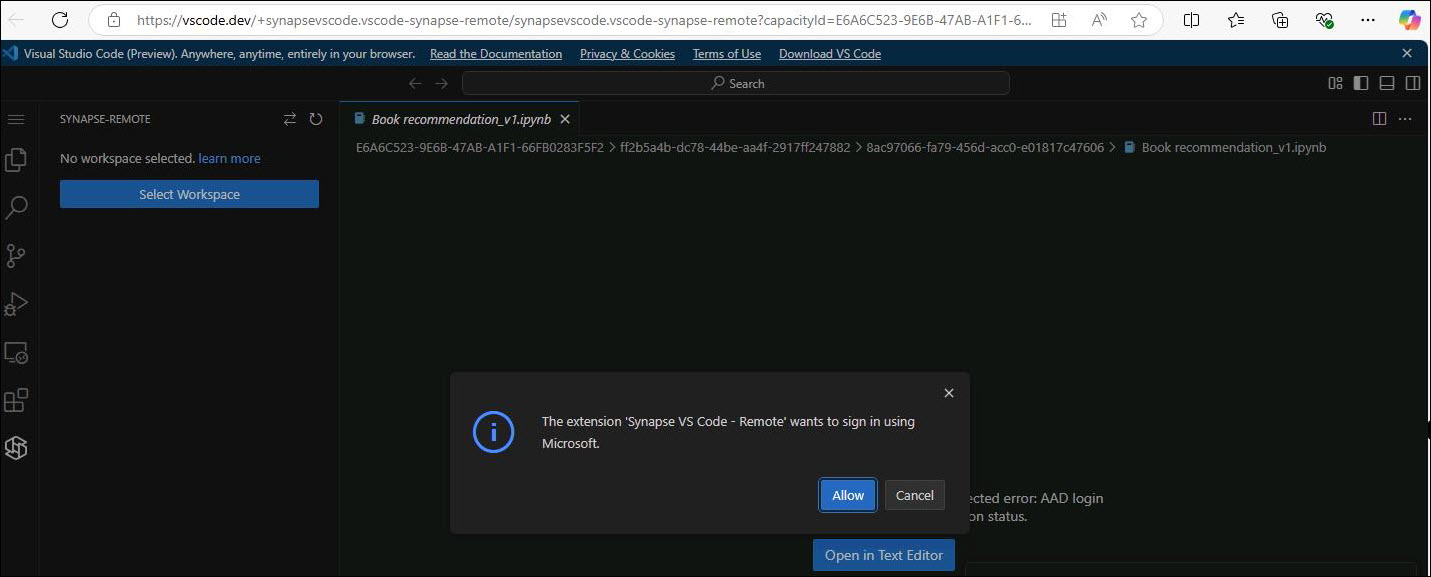 https://vscode.dev/+synapsevscode.vscode-synapse-remote/synapsevscode.vscode-synapse-remote?capacityId=E6A6C523-9E6B-47AB-A1F1-6...
Visual Studio Code (Preview). Anywhere, anytime, entirely in your browser. Read the Documentation Privacy & Cookies Terms of Use Download VS Code
Search
SYNAPSE-REMOTE
Book recommendation_v1.ipynb
E6A6C523-9E6B-47AB-A1F1-66FB0283F5F2 > ff2b5a4b-dc78-44be-aa4f-2917ff247882 > 8ac97066-fa79-456d-acc0-e01817c47606 > Book recommendation_v1.ipynb
No workspace selected. learn more
Select Workspace
The extension 'Synapse VS Code - Remote' wants to sign in using
Microsoft.
Allow Cancel
error: AAD login
status.
Open in Text Editor